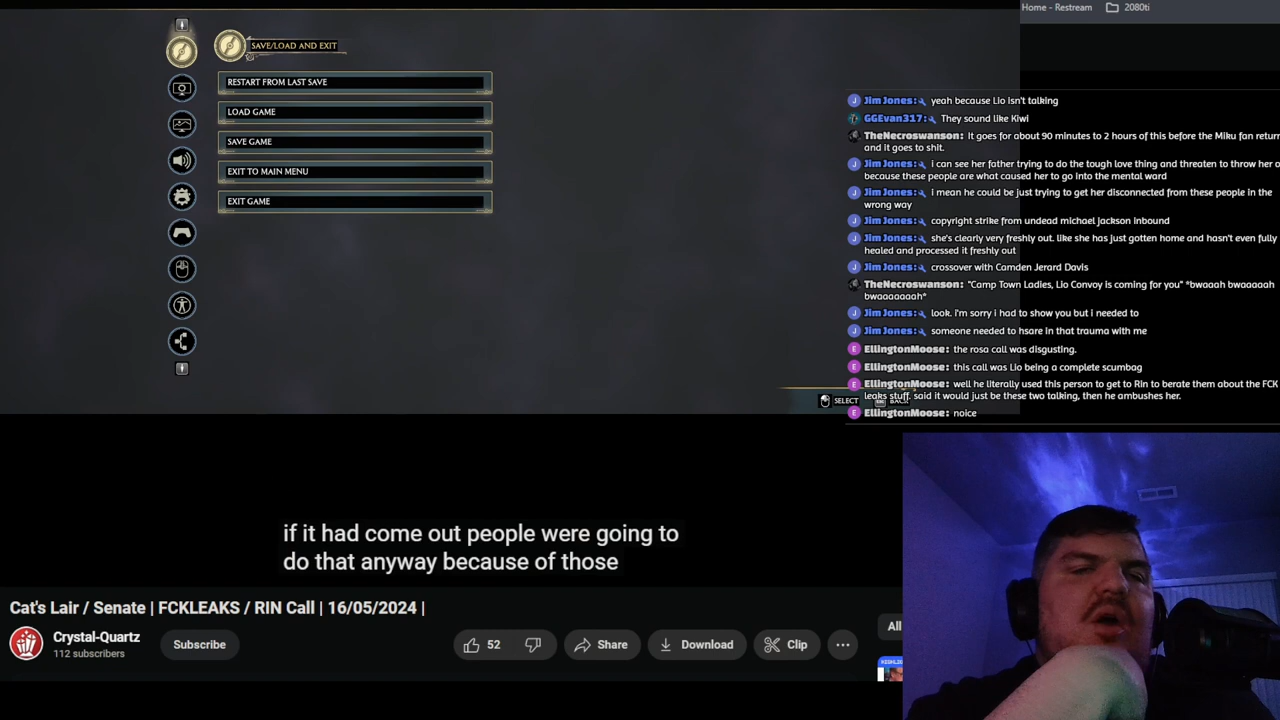 Home - Restream
2080ti
SAVE/LOAD AND EXIT
RESTART FROM LAST SAVE
LOAD GAME
SAVE GAME
EXIT TO MAIN MENU
EXIT GAME
Jim Jones: yeah because Lio isn't talking
GGEvan317: They sound like Kiwi
TheNecroswanson: It goes for about 90 minutes to 2 hours of this before the Miku fan return
and it goes to shit.
Jim Jones: i can see her father trying to do the tough love thing and threaten to throw her o
because these people are what caused her to go into the mental ward
Jim Jones: i mean he could be just trying to get her disconnected from these people in the
wrong way
Jim Jones: copyright strike from undead michael jackson inbound
Jim Jones: she's clearly very freshly out. like she has just gotten home and hasn't even fully
healed and processed it freshly out
Jim Jones: crossover with Camden Jerard Davis
TheNecroswanson: "Camp Town Ladies, Lio Convoy is coming for you" *bwaaah bwaaaaah
bwaaaaaaah*
Jim Jones: look. i'm sorry i had to show you but i needed to
Jim Jones: someone needed to hsare in that trauma with me
EllingtonMoose: the rosa call was disgusting.
EllingtonMoose: this call was Lio being a complete scumbag
EllingtonMoose: well he literally used this person to get to Rin to berate them about the FCK
leaks stuff. said it would just be these two talking, then he ambushes her.
EllingtonMoose: noice
SELECT
BACK
if it had come out people were going to
do that anyway because of those
Cat's Lair / Senate | FCKLEAKS / RIN Call | 16/05/2024 |
Crystal-Quartz
112 subscribers
Subscribe
52
Share
Download
Clip
All